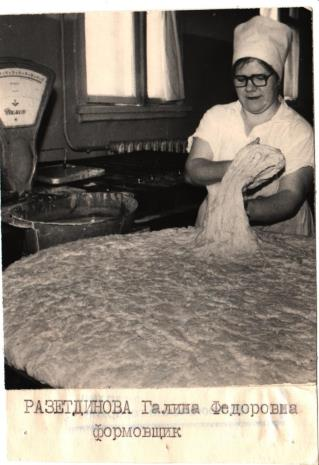 РАЗЕТДИНОВА Галина Федоровна
формовщик